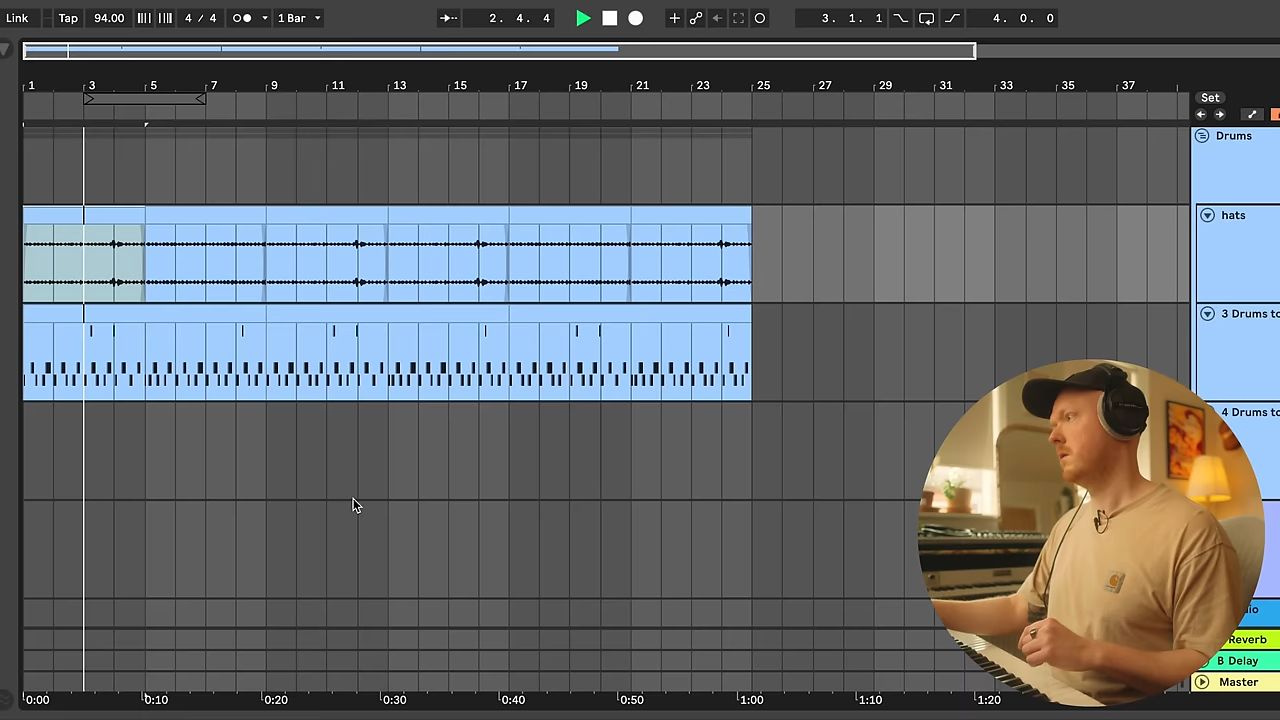 Link Tap 94.00 4 / 4 1 Bar 2. 4. 4 3. 1. 1 4. 0. 0
1 3 5 7 9 11 13 15 17 19 21 23 25 27 29 31 33 35 37
Set
Drums
hats
3 Drums to
4 Drums to
Reverb
B Delay
Master
0:00 0:10 0:20 0:30 0:40 0:50 1:00 1:10 1:20